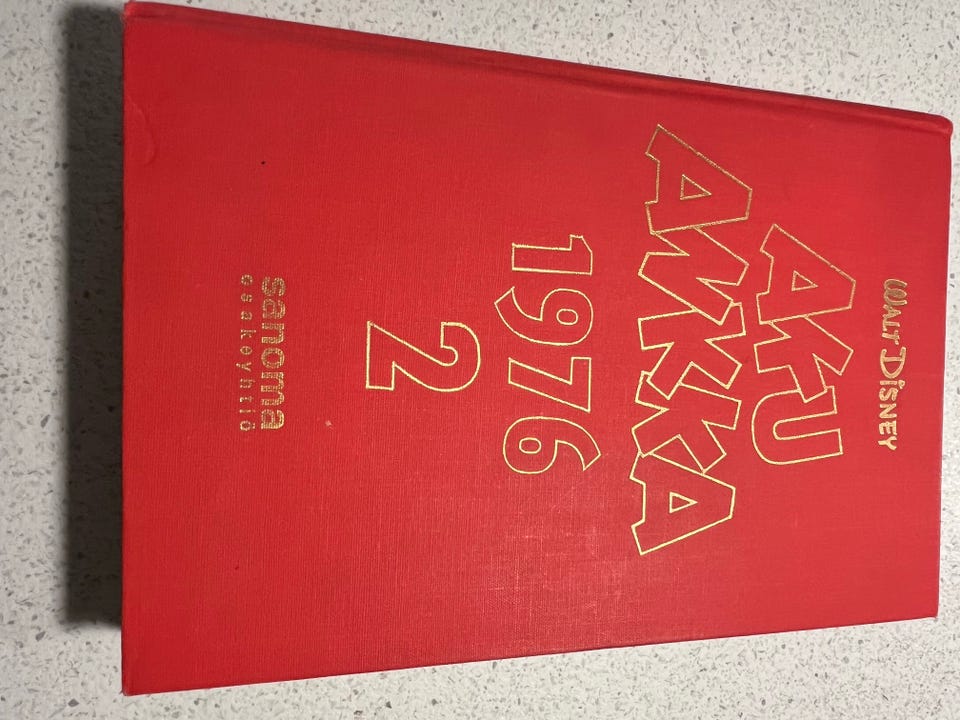 WALT DISNEY
AKU
ANKKA
1976
2
sanoma
osakeyhtiö